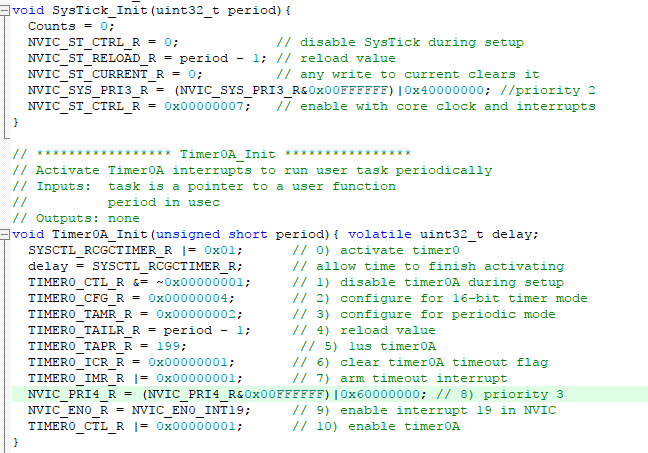 void SysTick_Init(uint32_t period){
  Counts = 0;
  NVIC_ST_CTRL_R = 0;             // disable SysTick during setup
  NVIC_ST_RELOAD_R = period - 1; // reload value
  NVIC_ST_CURRENT_R = 0;          // any write to current clears it
  NVIC_SYS_PRI3_R = (NVIC_SYS_PRI3_R&0x00FFFFFF)|0x40000000; //priority 2
  NVIC_ST_CTRL_R = 0x00000007;   // enable with core clock and interrupts
}
// ***************** Timer0A_Init ****************
// Activate Timer0A interrupts to run user task periodically
// Inputs:  task is a pointer to a user function
//          period in usec
// Outputs: none
void Timer0A_Init(unsigned short period){ volatile uint32_t delay;
  SYSCTL_RCGCTIMER_R |= 0x01;      // 0) activate timer0
  delay = SYSCTL_RCGCTIMER_R;      // allow time to finish activating
  TIMER0_CTL_R &= ~0x00000001;     // 1) disable timer0A during setup
  TIMER0_CFG_R = 0x00000004;       // 2) configure for 16-bit timer mode
  TIMER0_TAMR_R = 0x00000002;      // 3) configure for periodic mode
  TIMER0_TAILR_R = period - 1;     // 4) reload value
  TIMER0_TAPR_R = 199;              // 5) 1us timer0A
  TIMER0_ICR_R = 0x00000001;       // 6) clear timer0A timeout flag
  TIMER0_IMR_R |= 0x00000001;      // 7) arm timeout interrupt
  NVIC_PRI4_R = (NVIC_PRI4_R&0x00FFFFFF)|0x60000000; // 8) priority 3
  NVIC_EN0_R = NVIC_EN0_INT19;     // 9) enable interrupt 19 in NVIC
  TIMER0_CTL_R |= 0x00000001;      // 10) enable timer0A
}